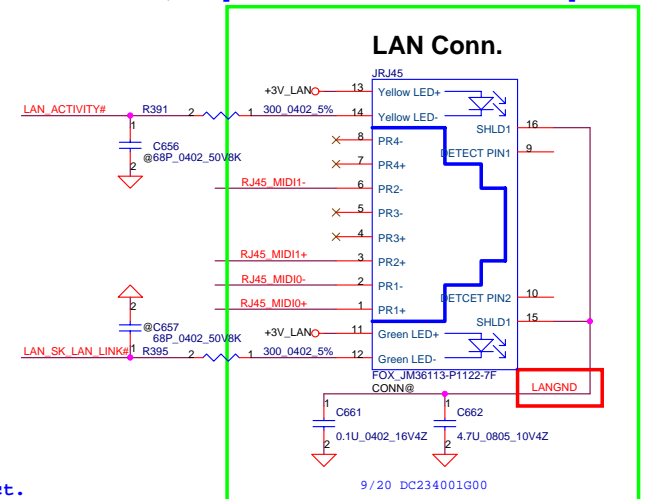 LAN Conn.
JRJ45
+3V_LAN 13 Yellow LED+
LAN_ACTIVITY# R391 2 1 300_0402_5% 14 Yellow LED-
SHLD1 16
1 C656
@68P_0402_50V8K
2
8 PR4-
DETECT PIN1 9
7 PR4+
RJ45_MIDI1- 6 PR2-
5 PR3-
4 PR3+
RJ45_MIDI1+ 3 PR2+
RJ45_MIDI0- 2 PR1-
DETCET PIN2 10
RJ45_MIDI0+ 1 PR1+
SHLD1 15
2
@C657
68P_0402_50V8K
1
+3V_LAN 11 Green LED+
LAN_SK_LAN_LINK# R395 2 1 300_0402_5% 12 Green LED-
FOX_JM36113-P1122-7F
CONN@
LANGND
1 C661
0.1U_0402_16V4Z
2
1 C662
4.7U_0805_10V4Z
2
9/20 DC234001G00
et.